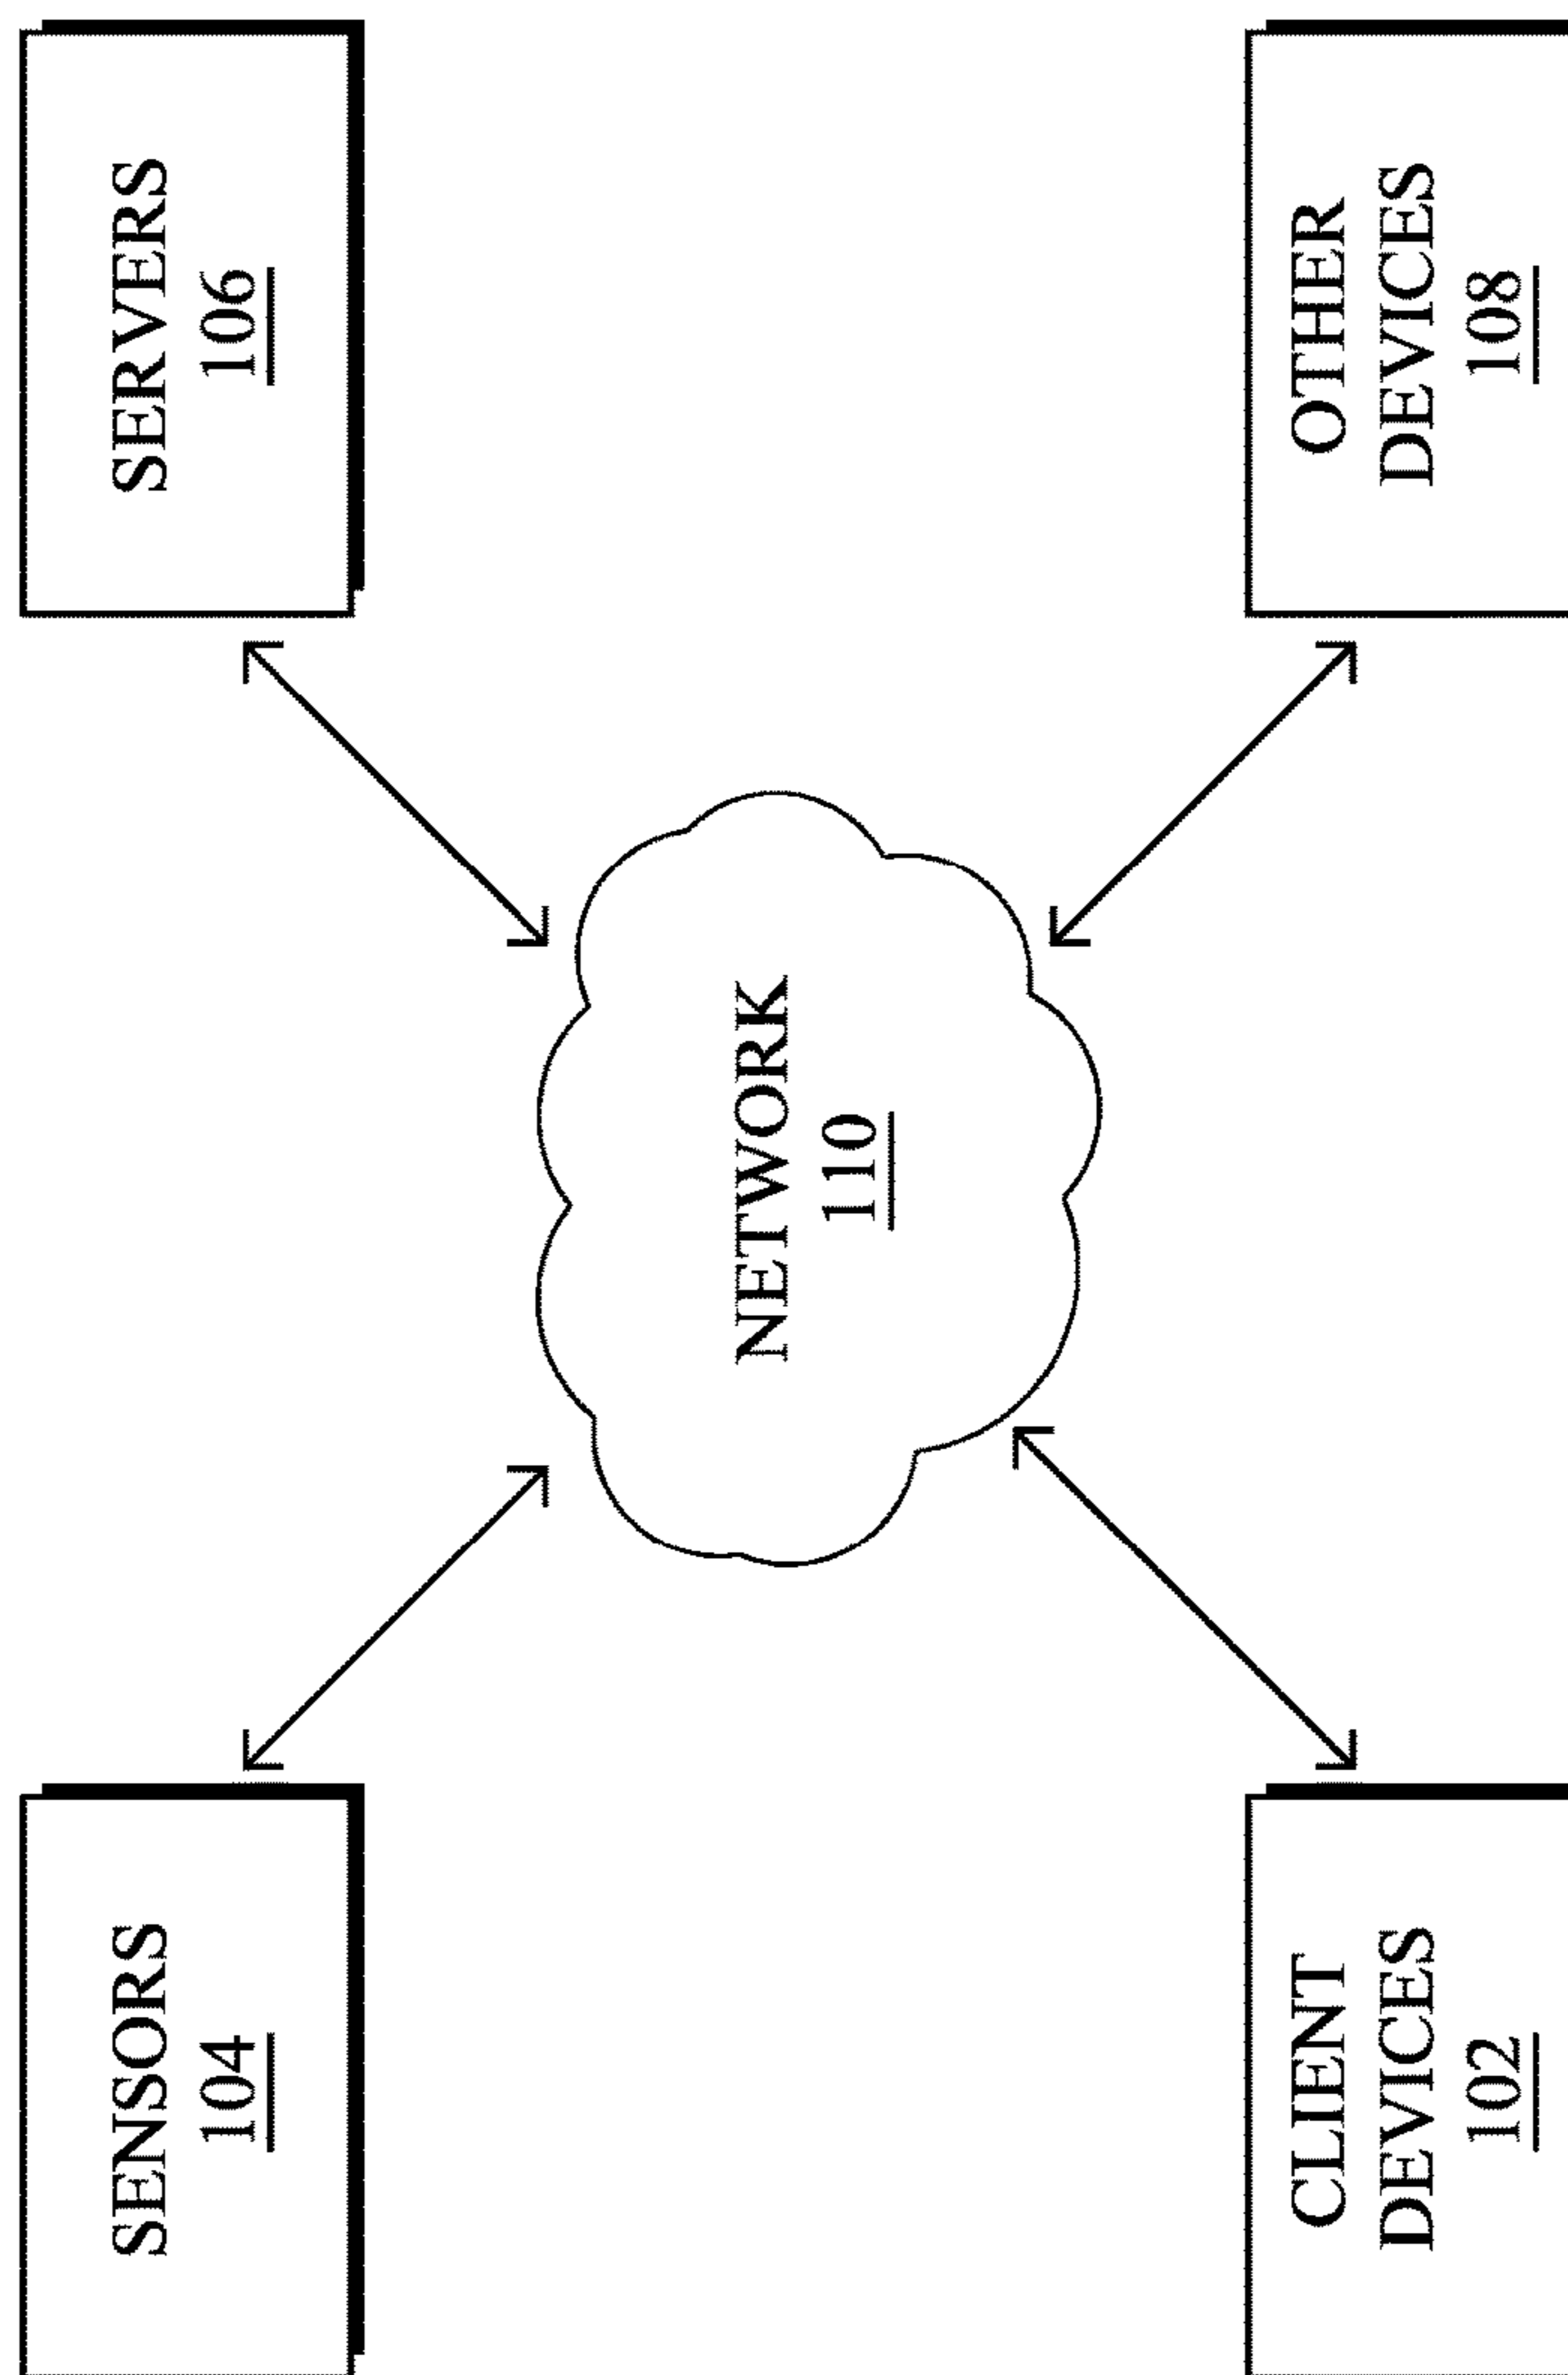 SENSORS
104
SERVERS
106
NETWORK
110
CLIENT
DEVICES
102
OTHER
DEVICES
108